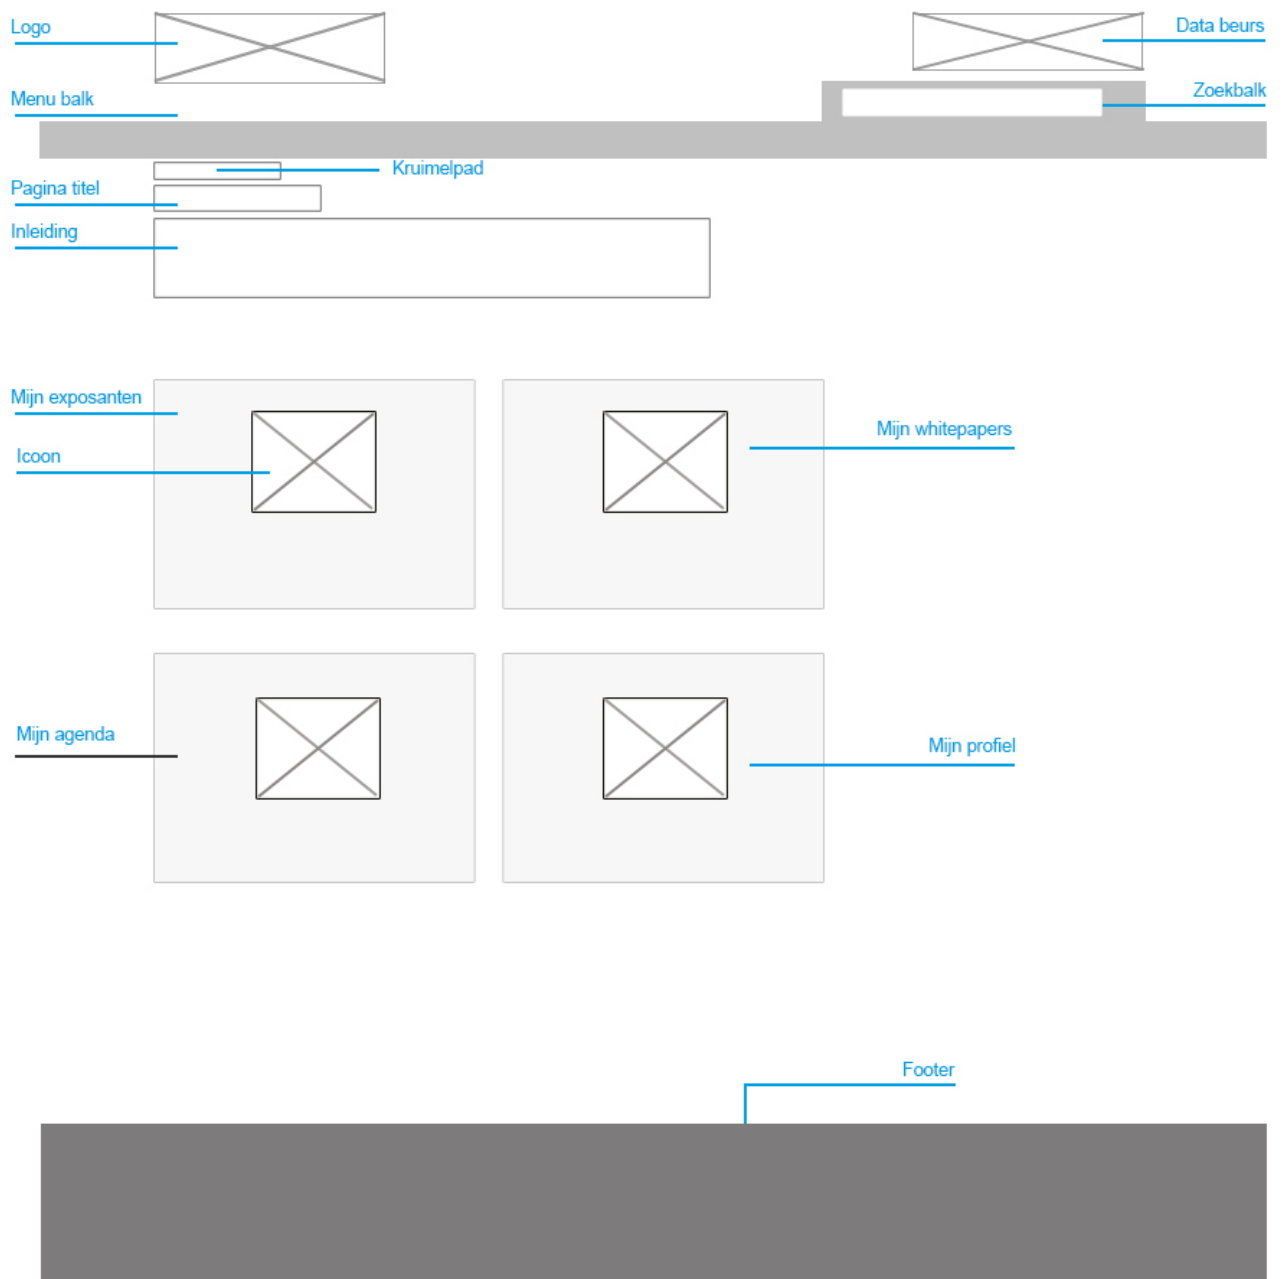 Logo
Data beurs
Menu balk
Zoekbalk
Kruimelpad
Pagina titel
Inleiding
Mijn exposanten
Mijn whitepapers
Icoon
Mijn agenda
Mijn profiel
Footer